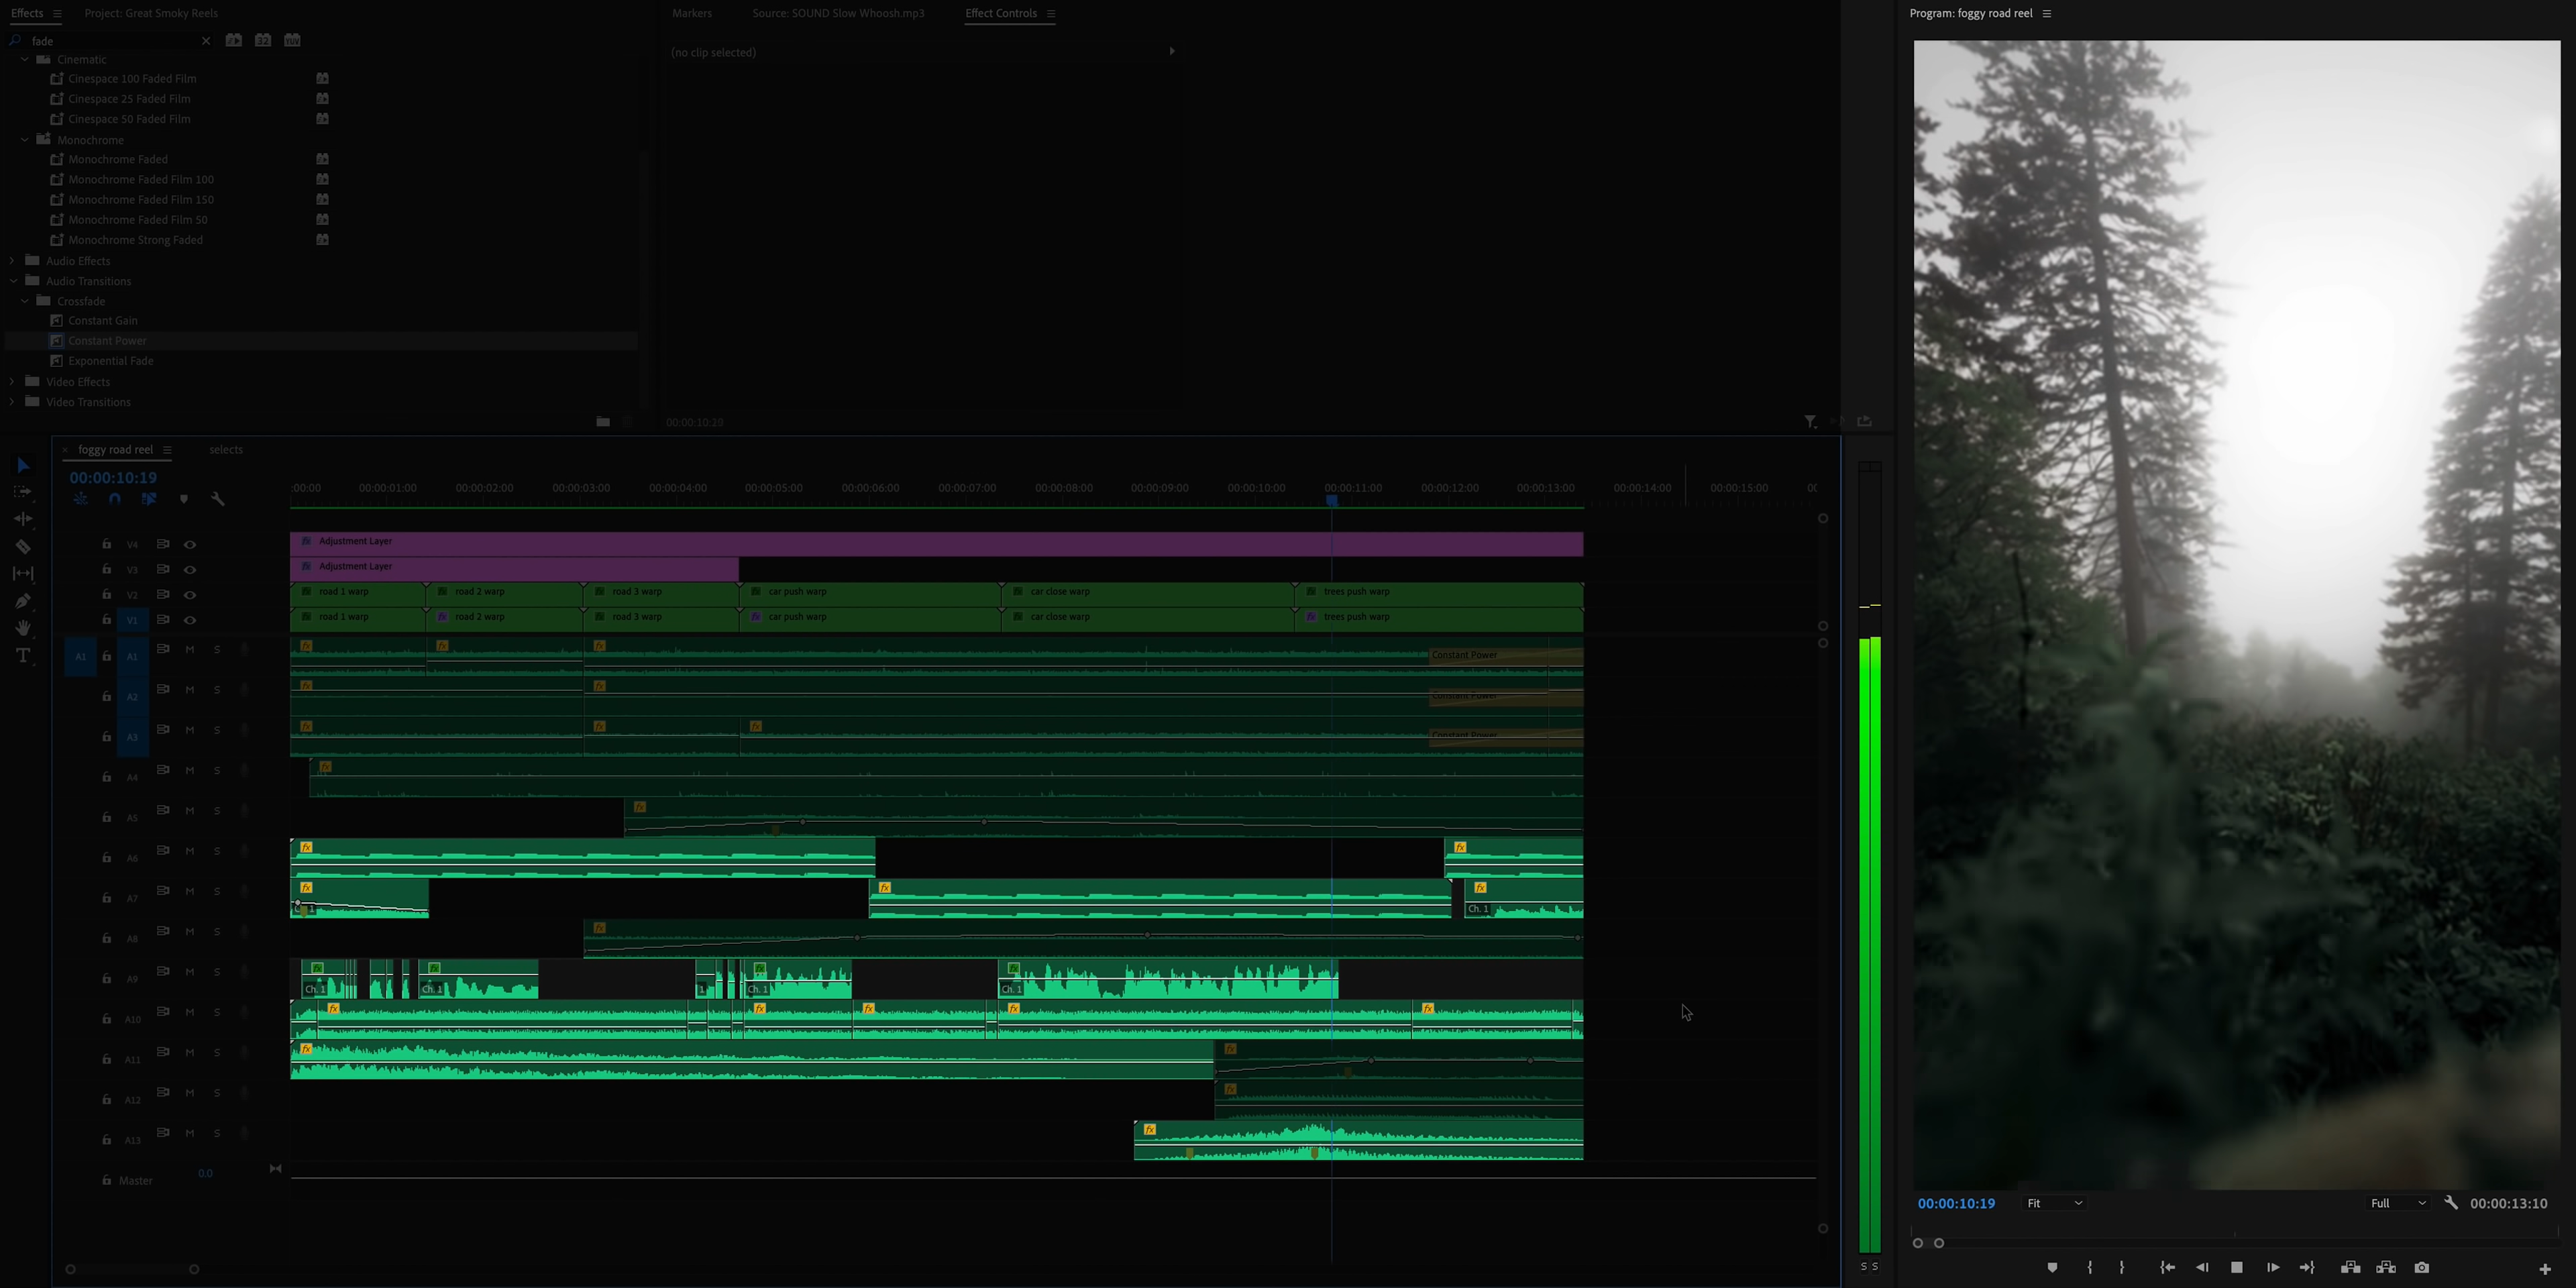 Effects
Project: Great Smoky Reels
fade
Cinematic
Cinespace 100 Faded Film
Cinespace 25 Faded Film
Cinespace 50 Faded Film
Monochrome
Monochrome Faded
Monochrome Faded Film 100
Monochrome Faded Film 150
Monochrome Faded Film 50
Monochrome Strong Faded
Audio Effects
Audio Transitions
Crossfade
Constant Gain
Constant Power
Exponential Fade
Video Effects
Video Transitions
Markers
Source: SOUND Slow Whoosh.mp3
Effect Controls
(no clip selected)
00:00:10:19
Program: foggy road reel
foggy road reel
selects
00:00:10:19
:00:00 00:00:01:00 00:00:02:00 00:00:03:00 00:00:04:00 00:00:05:00 00:00:06:00 00:00:07:00 00:00:08:00 00:00:09:00 00:00:10:00 00:00:11:00 00:00:12:00 00:00:13:00 00:00:14:00 00:00:15:00
V4 Adjustment Layer
V3 Adjustment Layer
V2 road 1 warp road 2 warp road 3 warp car push warp car close warp trees push warp
V1 road 1 warp road 2 warp road 3 warp car push warp car close warp trees push warp
A1 A1 M S Constant Power
A2 M S Constant Power
A3 M S Constant Power
A4 M S
A5 M S
A6 M S
A7 M S Ch. 1
A8 M S
A9 M S Ch. 1 Ch. 1 1 Ch. 1 Ch. 1
A10 M S
A11 M S
A12 M S
A13 M S
Master 0.0
S S
00:00:10:19 Fit Full 00:00:13:10